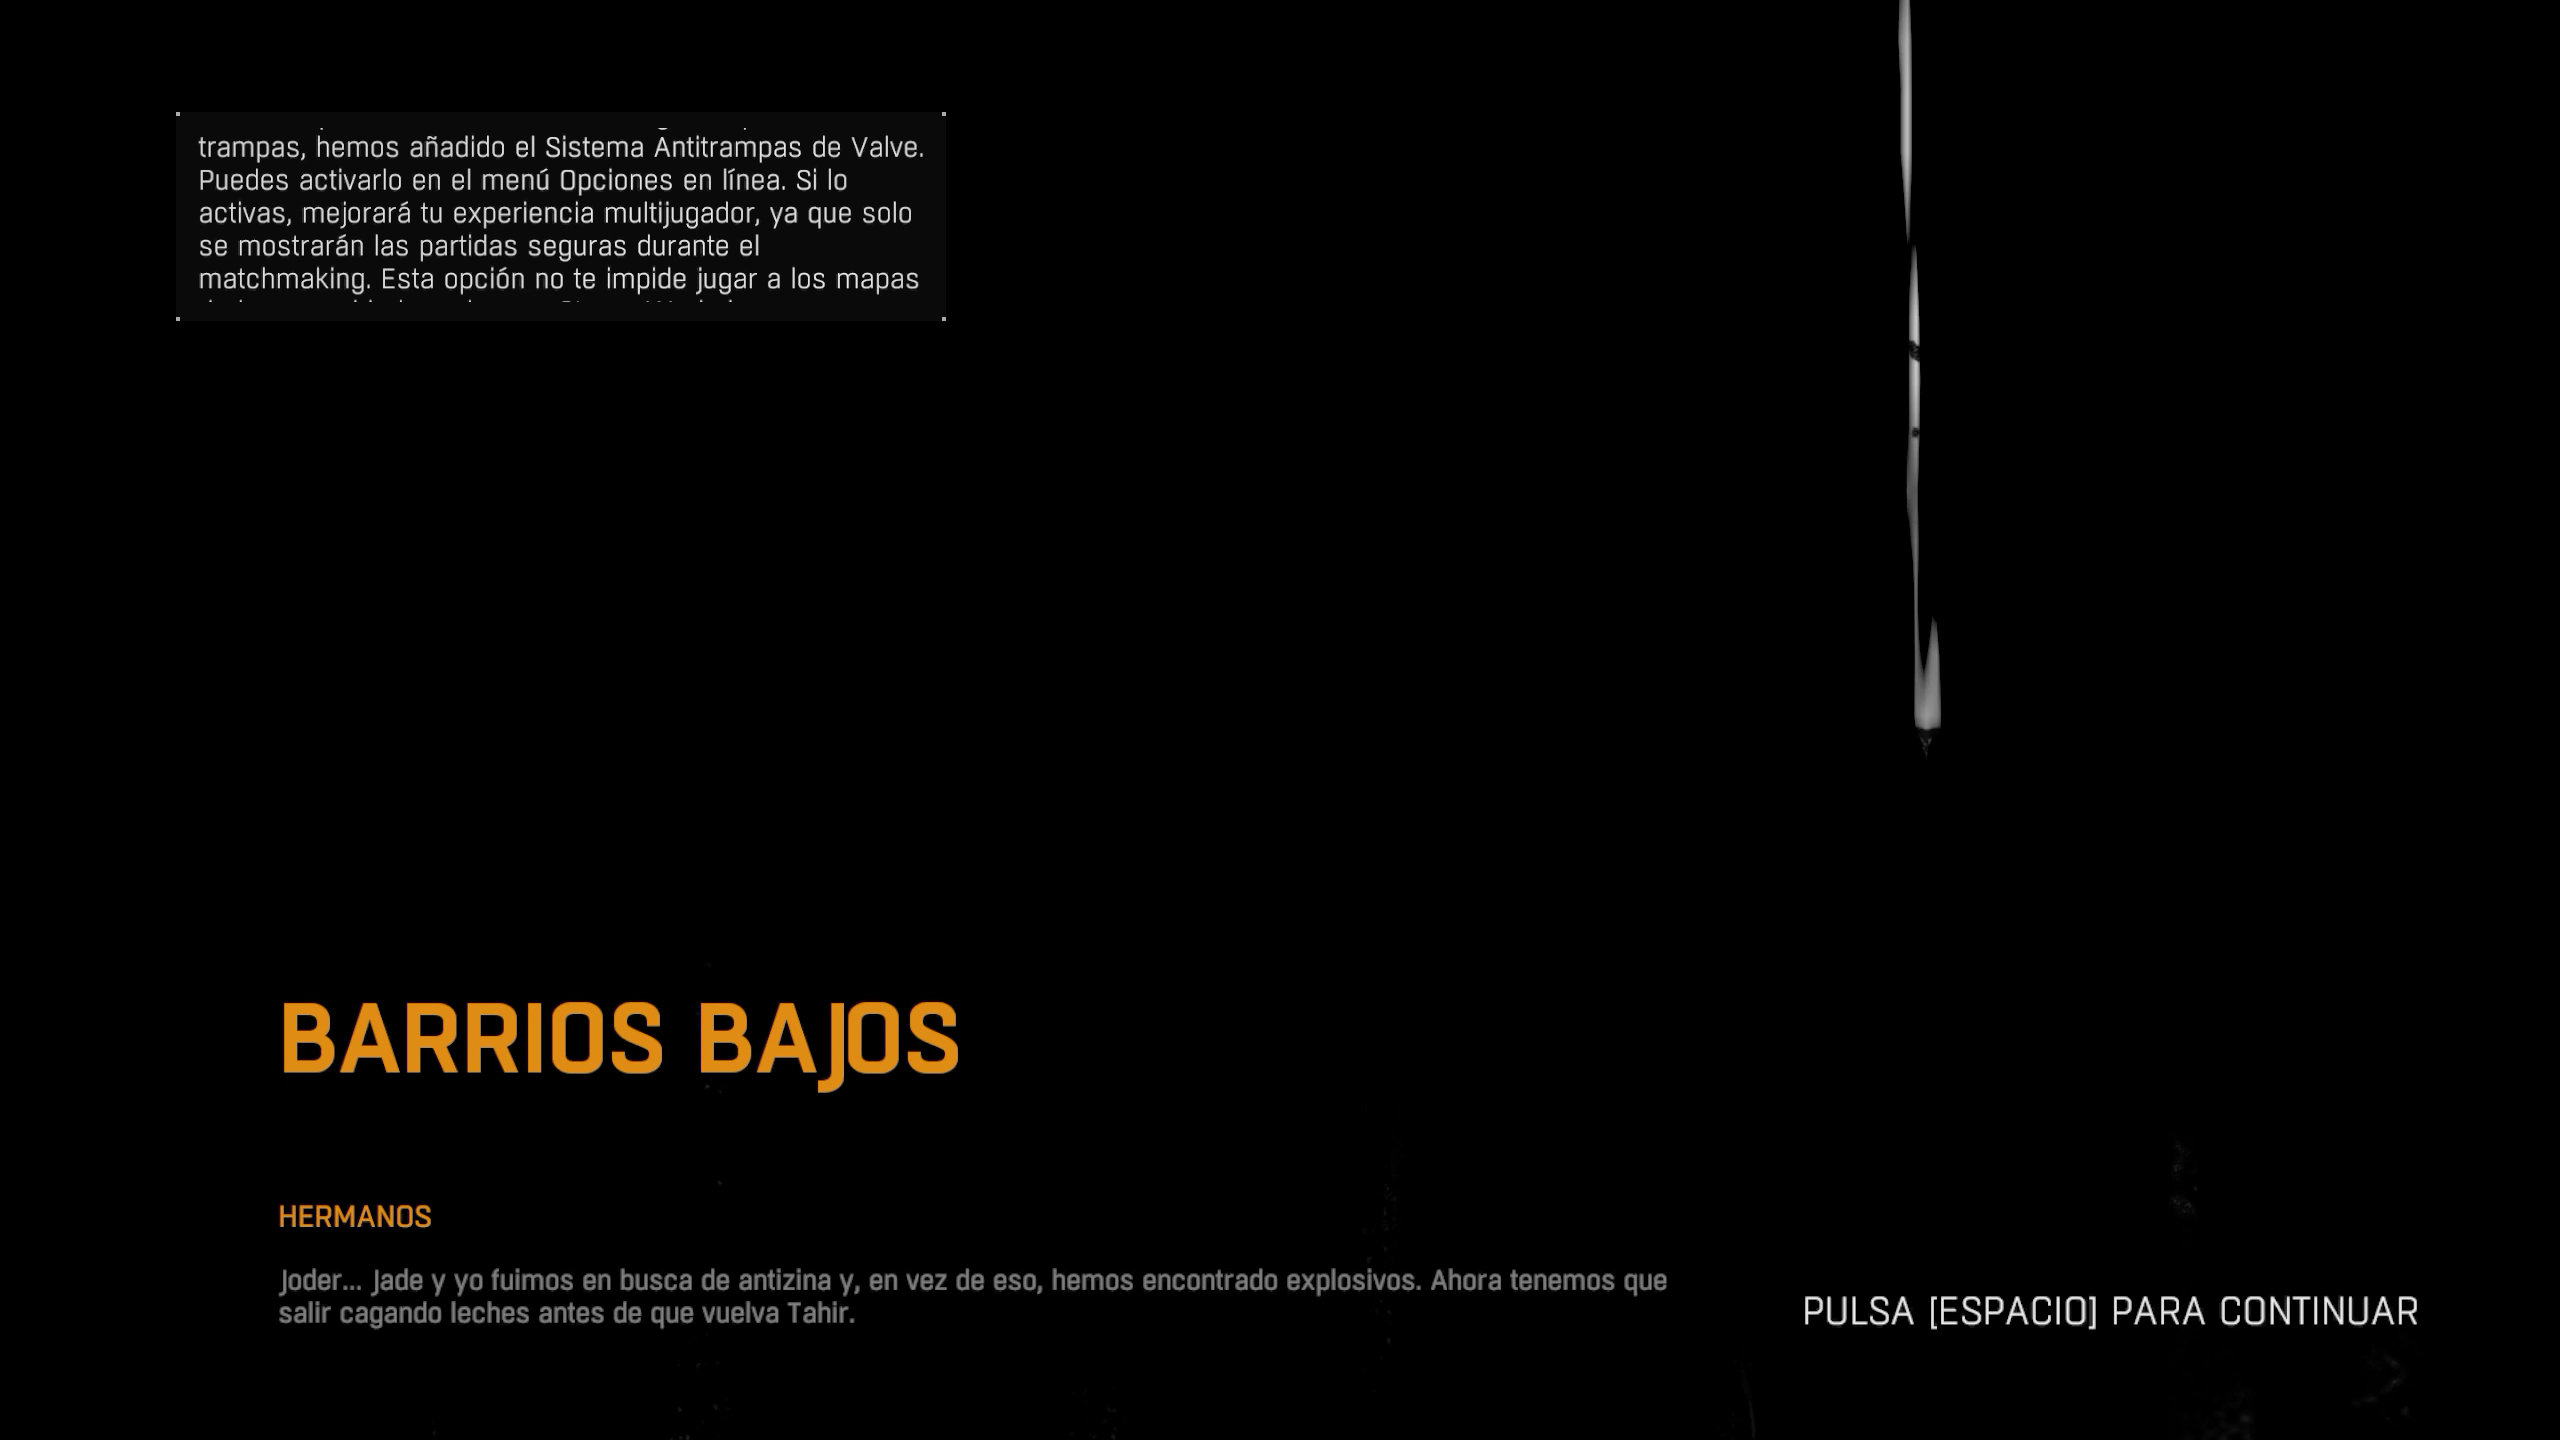 trampas, hemos añadido el Sistema Antitrampas de Valve.
Puedes activarlo en el menú Opciones en línea. Si lo
activas, mejorará tu experiencia multijugador, ya que solo
se mostrarán las partidas seguras durante el
matchmaking. Esta opción no te impide jugar a los mapas
BARRIOS BAJOS
HERMANOS
Joder... Jade y yo fuimos en busca de antizina y, en vez de eso, hemos encontrado explosivos. Ahora tenemos que
salir cagando leches antes de que vuelva Tahir.
PULSA [ESPACIO] PARA CONTINUAR